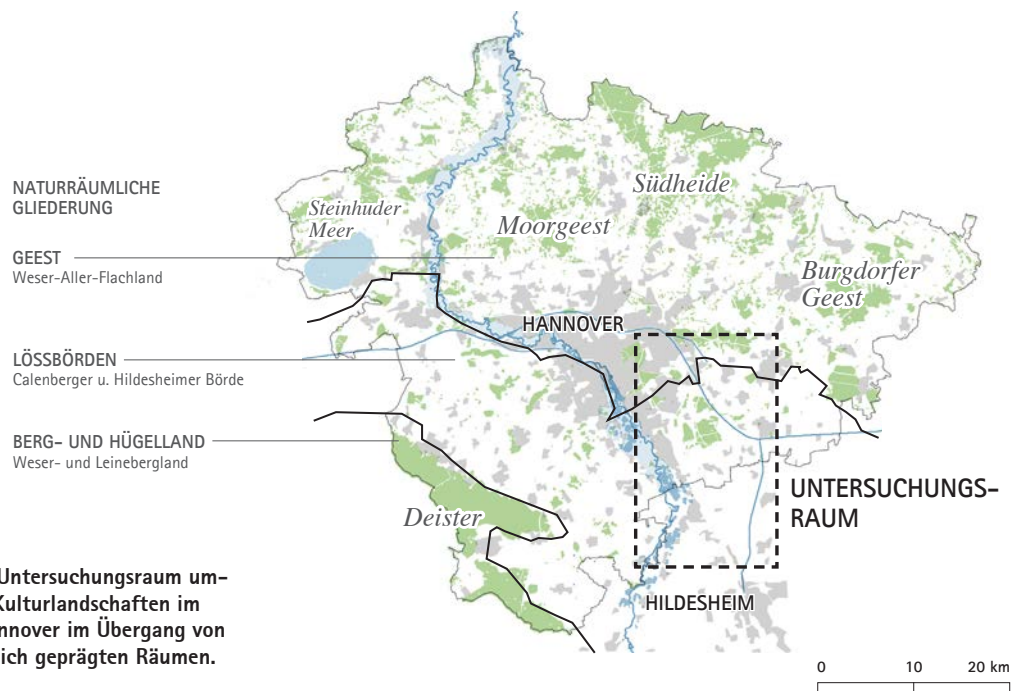 NATURRÄUMLICHE
GLIEDERUNG
GEEST
Weser-Aller-Flachland
LÖSSBÖRDEN
Calenberger u. Hildesheimer Börde
BERG- UND HÜGELLAND
Weser- und Leinebergland
Steinhuder
Meer
Moorgeest
Südheide
Burgdorfer
Geest
HANNOVER
Deister
UNTERSUCHUNGS-
RAUM
HILDESHEIM
Untersuchungsraum um-
Kulturlandschaften im
nnover im Übergang von
ich geprägten Räumen.
0 10 20 km